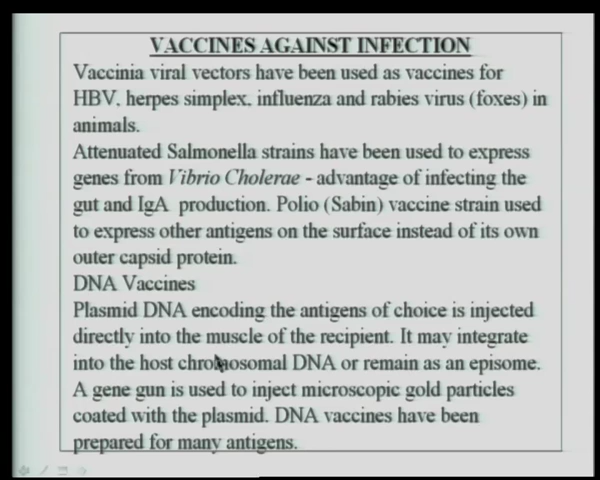 VACCINES AGAINST INFECTION
Vaccinia viral vectors have been used as vaccines for
HBV, herpes simplex, influenza and rabies virus (foxes) in
animals.
Attenuated Salmonella strains have been used to express
genes from Vibrio Cholerae - advantage of infecting the
gut and IgA production. Polio (Sabin) vaccine strain used
to express other antigens on the surface instead of its own
outer capsid protein.
DNA Vaccines
Plasmid DNA encoding the antigens of choice is injected
directly into the muscle of the recipient. It may integrate
into the host chromosomal DNA or remain as an episome.
A gene gun is used to inject microscopic gold particles
coated with the plasmid. DNA vaccines have been
prepared for many antigens.